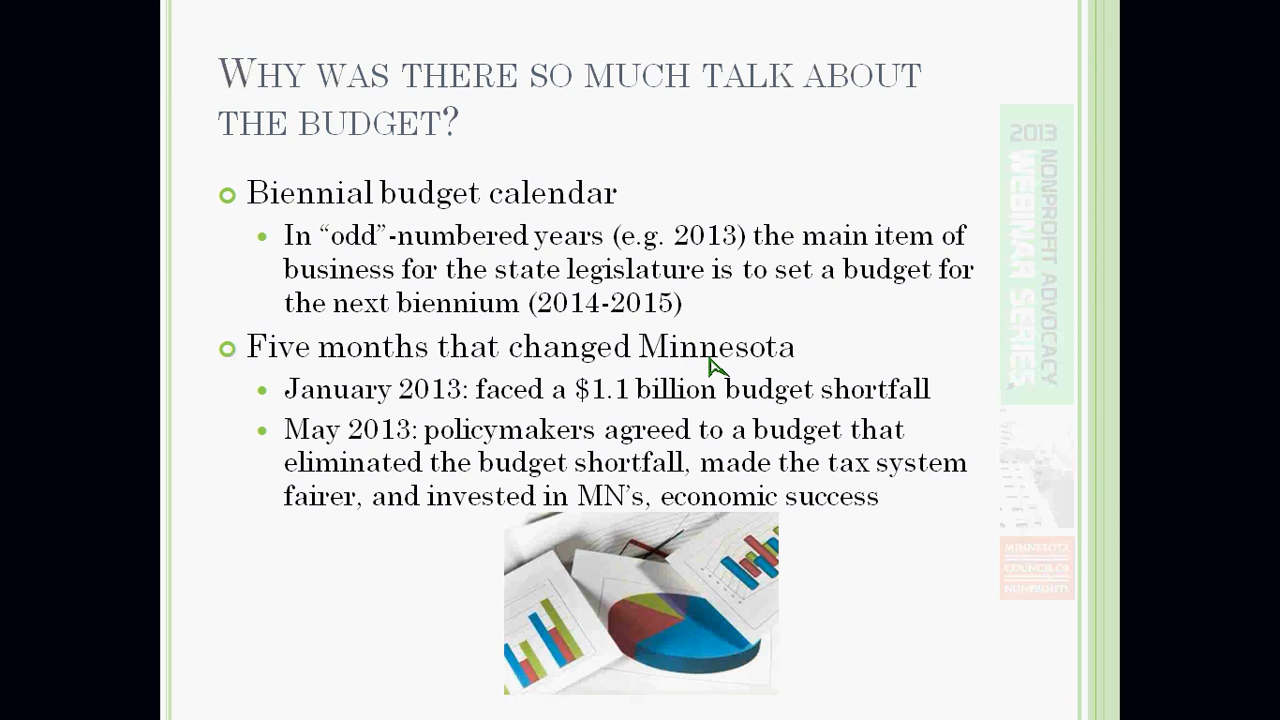 WHY WAS THERE SO MUCH TALK ABOUT
THE BUDGET?
Biennial budget calendar
In “odd”-numbered years (e.g. 2013) the main item of
business for the state legislature is to set a budget for
the next biennium (2014-2015)
Five months that changed Minnesota
January 2013: faced a $1.1 billion budget shortfall
May 2013: policymakers agreed to a budget that
eliminated the budget shortfall, made the tax system
fairer, and invested in MN’s, economic success
2013 NONPROFIT ADVOCACY
WEBINAR SERIES
MINNESOTA
COUNCIL OF
NONPROFITS